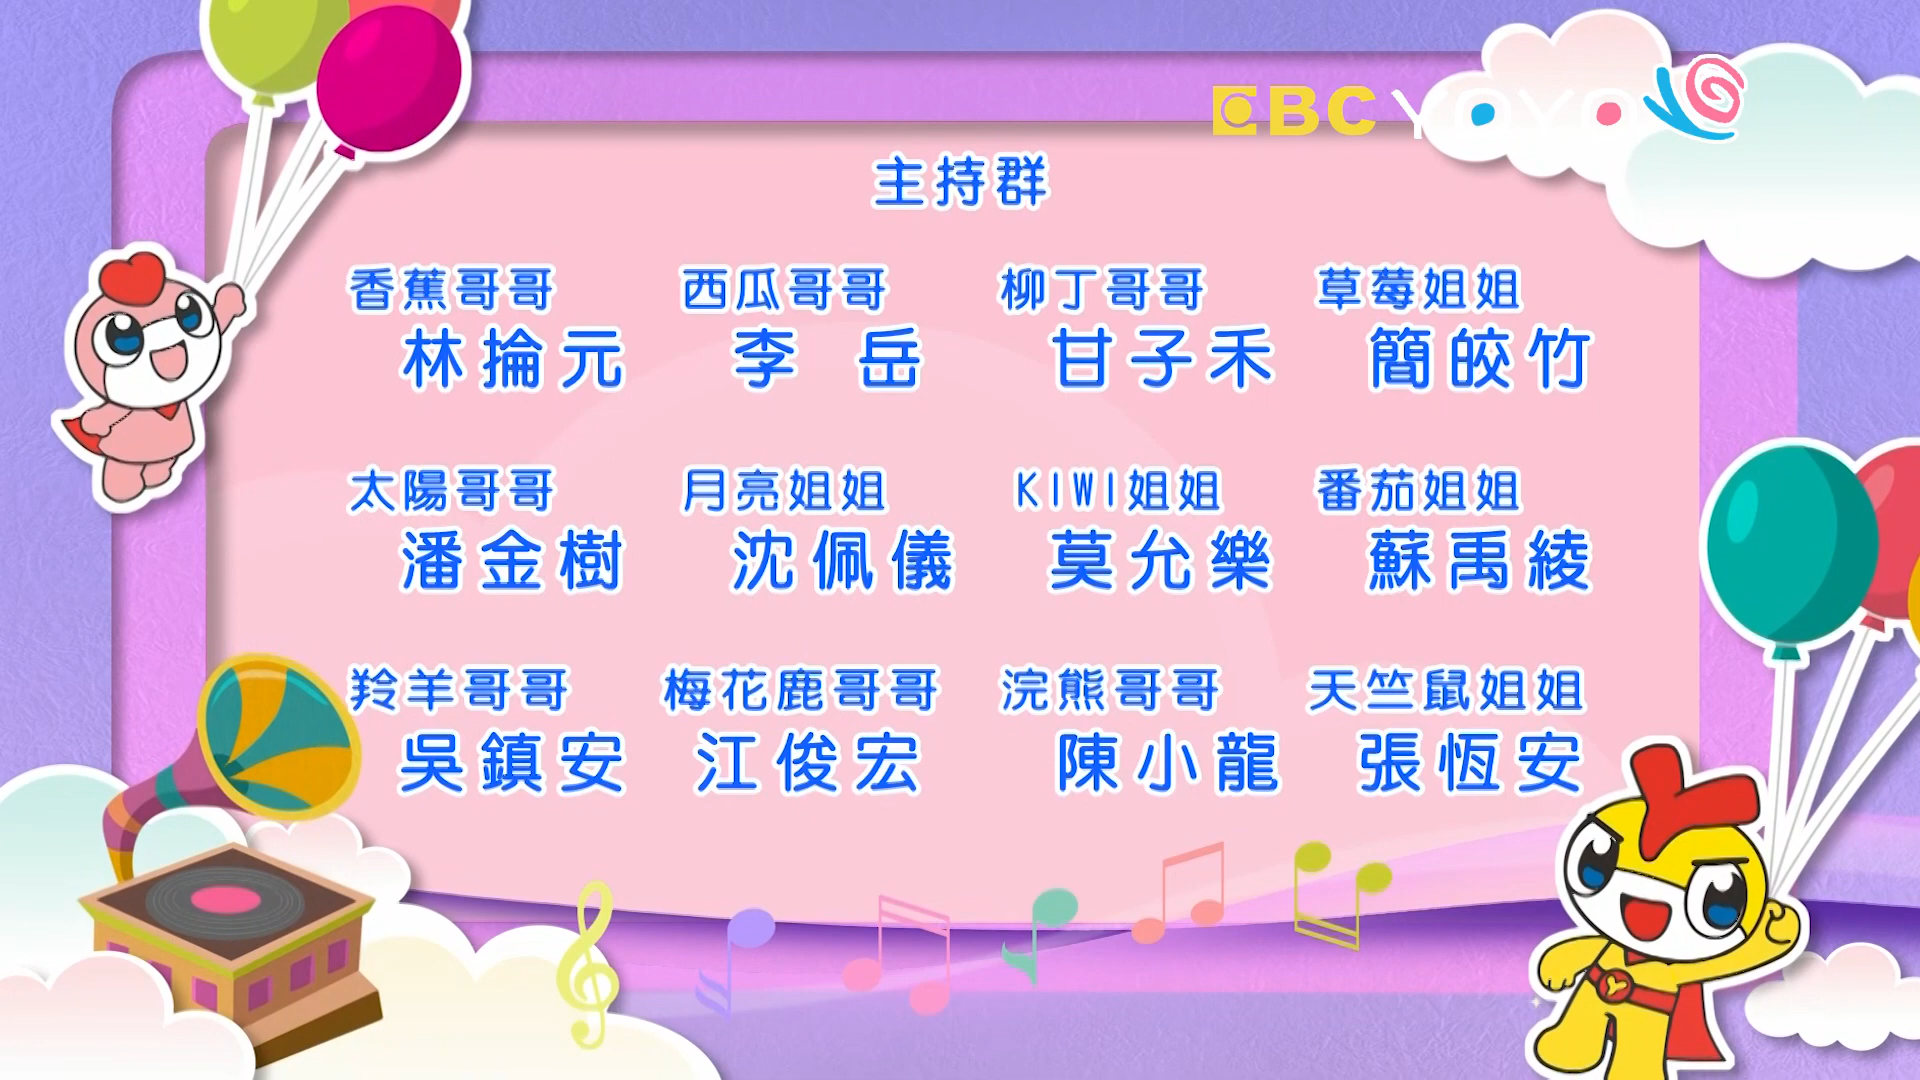 EBC YOYO
主持群
香蕉哥哥 西瓜哥哥 柳丁哥哥 草莓姐姐
林掄元 李 岳 甘子禾 簡皎竹
太陽哥哥 月亮姐姐 KIWI姐姐 番茄姐姐
潘金樹 沈佩儀 莫允樂 蘇禹綾
羚羊哥哥 梅花鹿哥哥 浣熊哥哥 天竺鼠姐姐
吳鎮安 江俊宏 陳小龍 張恆安